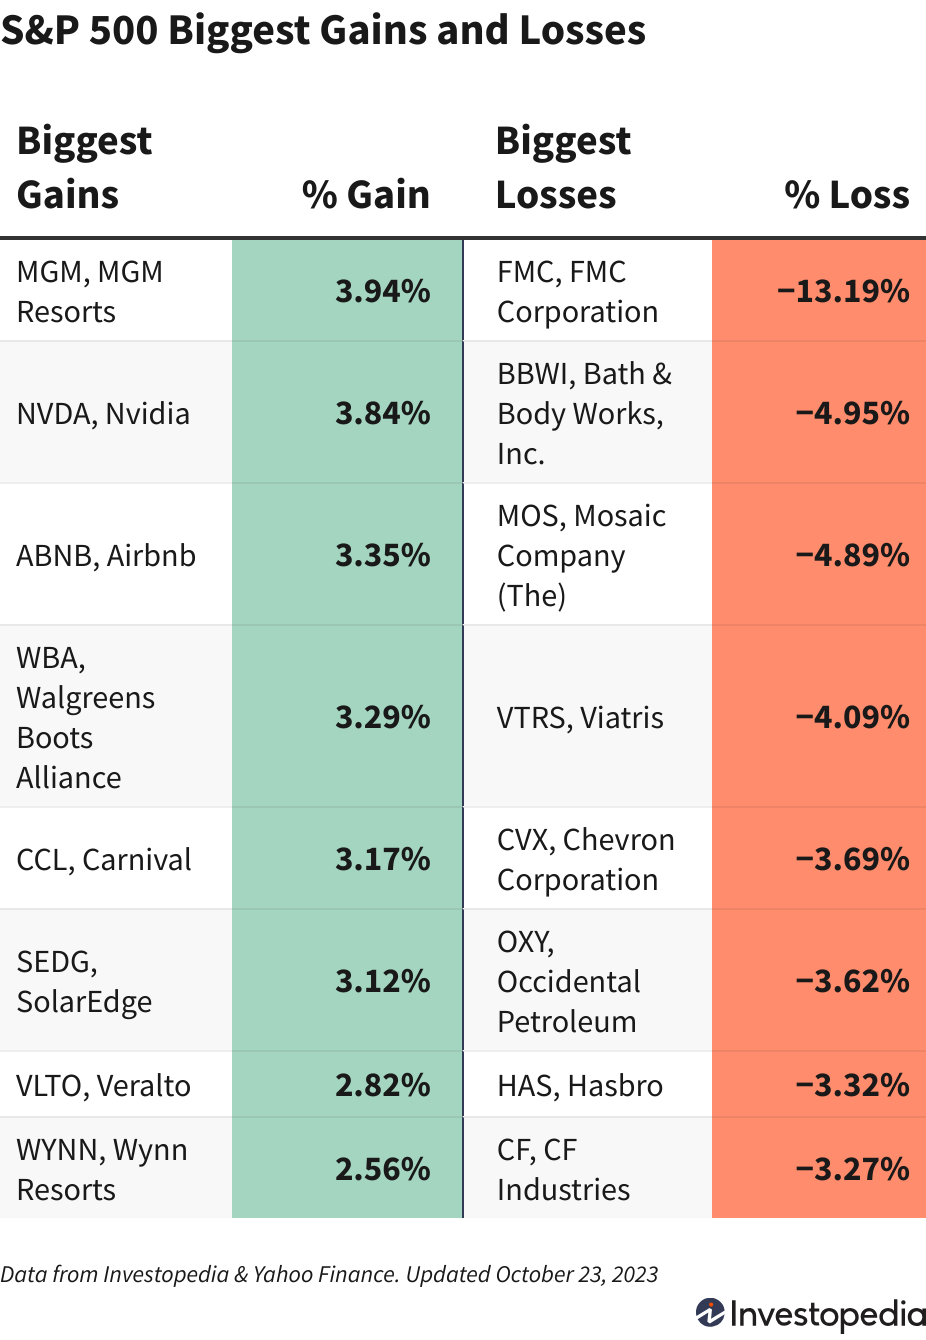 S&P 500 Biggest Gains and Losses
Biggest
Gains
% Gain
Biggest
Losses
% Loss
MGM, MGM
Resorts
3.94%
FMC, FMC
Corporation
−13.19%
NVDA, Nvidia
3.84%
BBWI, Bath &
Body Works,
Inc.
−4.95%
ABNB, Airbnb
3.35%
MOS, Mosaic
Company
(The)
−4.89%
WBA,
Walgreens
Boots
Alliance
3.29%
VTRS, Viatris
−4.09%
CCL, Carnival
3.17%
CVX, Chevron
Corporation
−3.69%
SEDG,
SolarEdge
3.12%
OXY,
Occidental
Petroleum
−3.62%
VLTO, Veralto
2.82%
HAS, Hasbro
−3.32%
WYNN, Wynn
Resorts
2.56%
CF, CF
Industries
−3.27%
Data from Investopedia & Yahoo Finance. Updated October 23, 2023
Investopedia